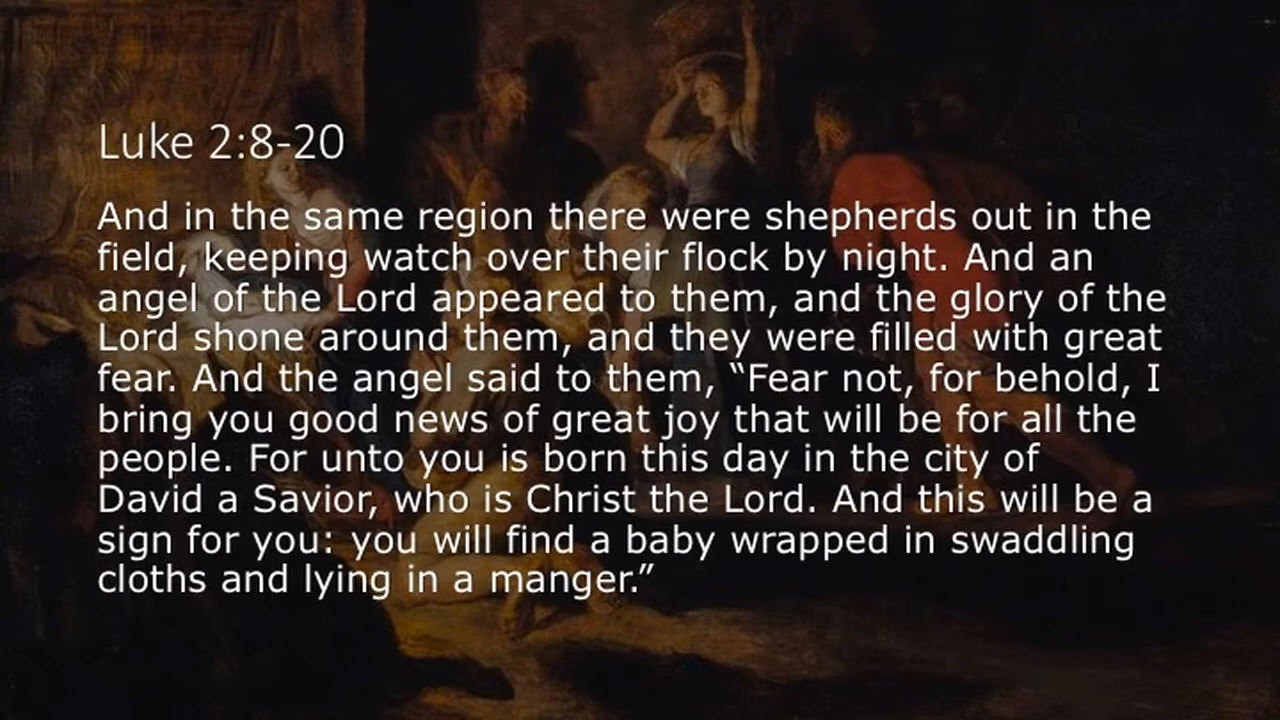 Luke 2:8-20
And in the same region there were shepherds out in the
field, keeping watch over their flock by night. And an
angel of the Lord appeared to them, and the glory of the
Lord shone around them, and they were filled with great
fear. And the angel said to them, “Fear not, for behold, I
bring you good news of great joy that will be for all the
people. For unto you is born this day in the city of
David a Savior, who is Christ the Lord. And this will be a
sign for you: you will find a baby wrapped in swaddling
cloths and lying in a manger.”